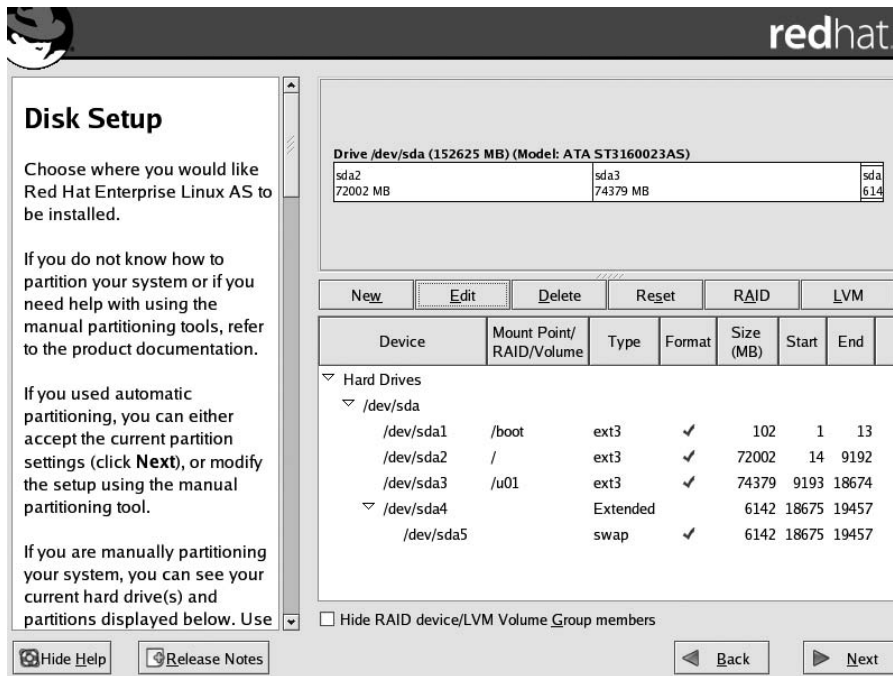 redhat.
Disk Setup
Choose where you would like
Red Hat Enterprise Linux AS to
be installed.
If you do not know how to
partition your system or if you
need help with using the
manual partitioning tools, refer
to the product documentation.
If you used automatic
partitioning, you can either
accept the current partition
settings (click Next), or modify
the setup using the manual
partitioning tool.
If you are manually partitioning
your system, you can see your
current hard drive(s) and
partitions displayed below. Use
Drive /dev/sda (152625 MB) (Model: ATA ST3160023AS)
sda2 sda3 sda
72002 MB 74379 MB 614
New Edit Delete Reset RAID LVM
Device Mount Point/ RAID/Volume Type Format Size (MB) Start End
Hard Drives
/dev/sda
/dev/sda1 /boot ext3 102 1 13
/dev/sda2 / ext3 72002 14 9192
/dev/sda3 /u01 ext3 74379 9193 18674
/dev/sda4 Extended 6142 18675 19457
/dev/sda5 swap 6142 18675 19457
Hide RAID device/LVM Volume Group members
Hide Help Release Notes Back Next